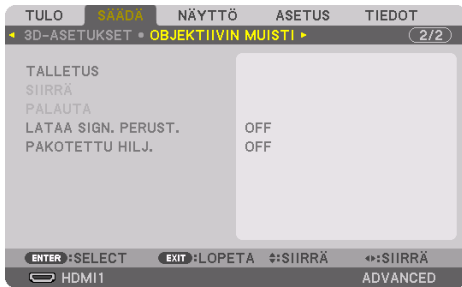 TULO SÄÄDÄ NÄYTTÖ ASETUS TIEDOT
3D-ASETUKSET • OBJEKTIIVIN MUISTI 2/2
TALLETUS
SIIRRÄ
PALAUTA
LATAA SIGN. PERUST. OFF
PAKOTETTU HILJ. OFF
ENTER:SELECT EXIT:LOPETA :SIIRRÄ :SIIRRÄ
HDMI1 ADVANCED